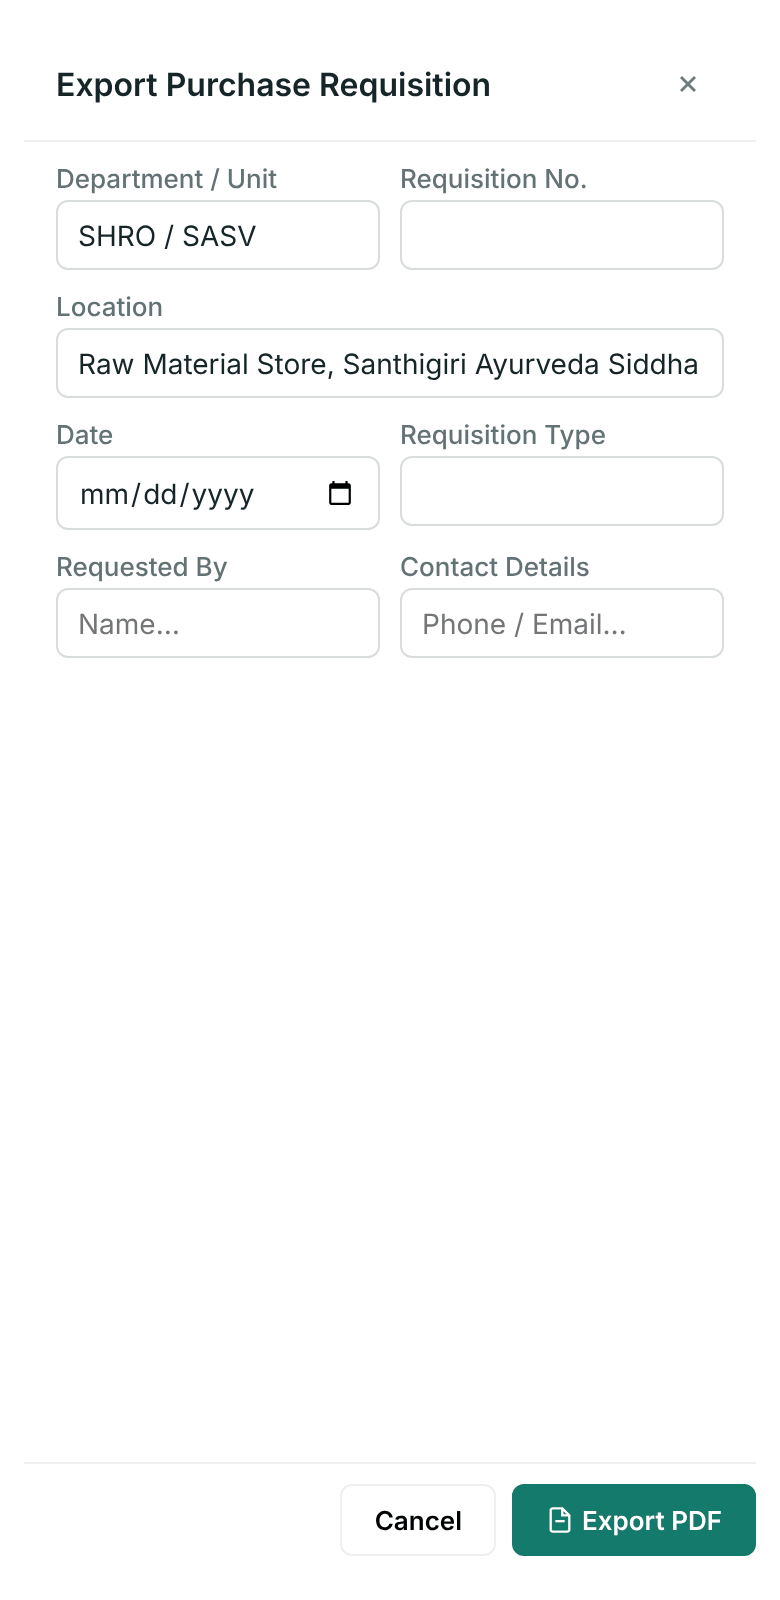 Export Purchase Requisition
Department / Unit
Requisition No.
SHRO / SASV
Location
Raw Material Store, Santhigiri Ayurveda Siddha
Date
Requisition Type
mm/dd/yyyy
Requested By
Contact Details
Name...
Phone / Email...
Cancel
Export PDF